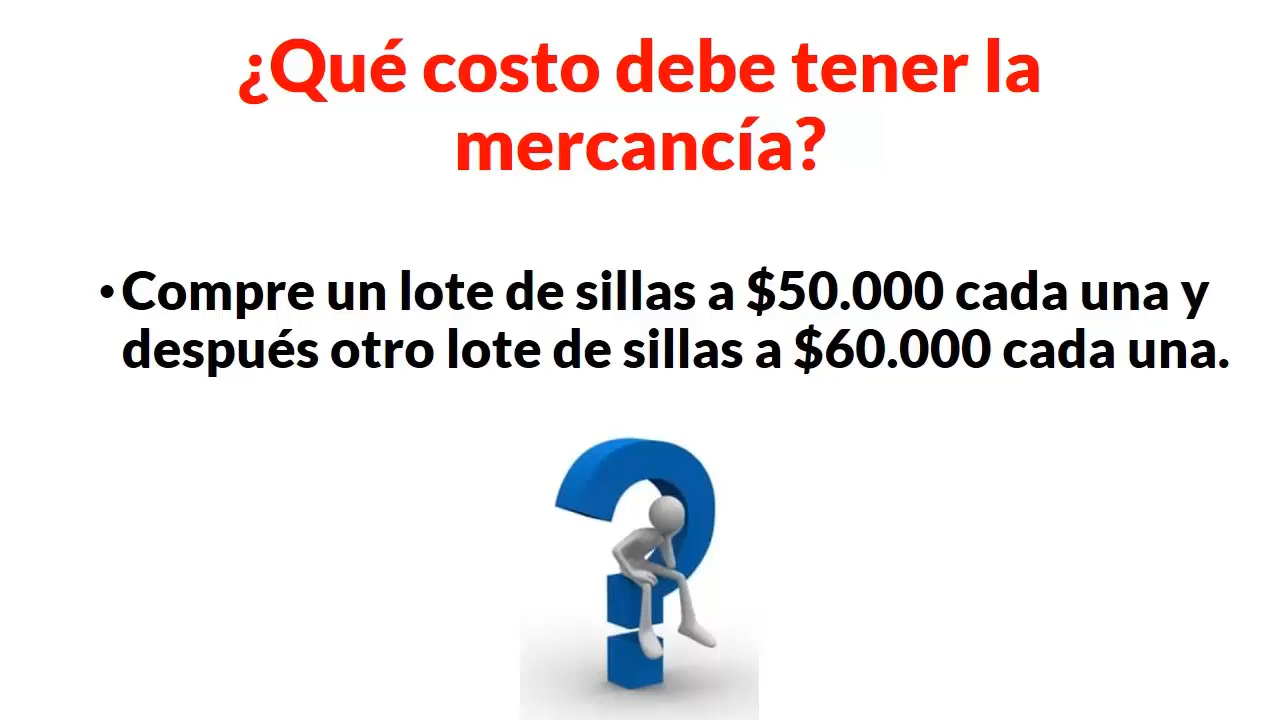 ¿Qué costo debe tener la
mercancía?
•Compre un lote de sillas a $50.000 cada una y
después otro lote de sillas a $60.000 cada una.